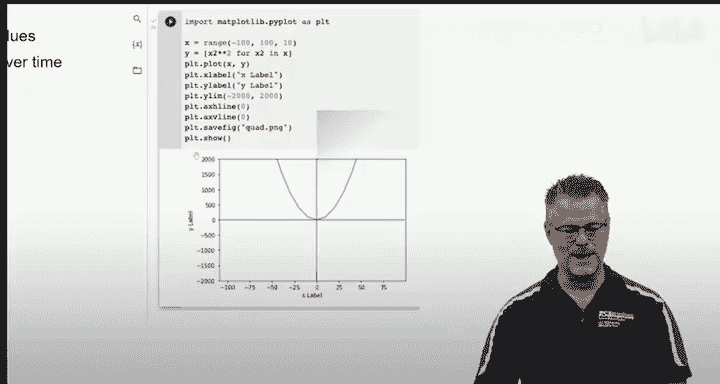 lues
ver time
{x}
import matplotlib.pyplot as plt
x = range(-100, 100, 10)
y = [x2**2 for x2 in x]
plt.plot(x, y)
plt.xlabel("x Label")
plt.ylabel("y Label")
plt.ylim(-2000, 2000)
plt.axhline(0)
plt.axvline(0)
plt.savefig("quad.png")
plt.show()
2000
1500
1000
500
0
-500
-1000
-1500
-2000
y Label
-100 -75 -50 -25 0 25 50 75
x Label